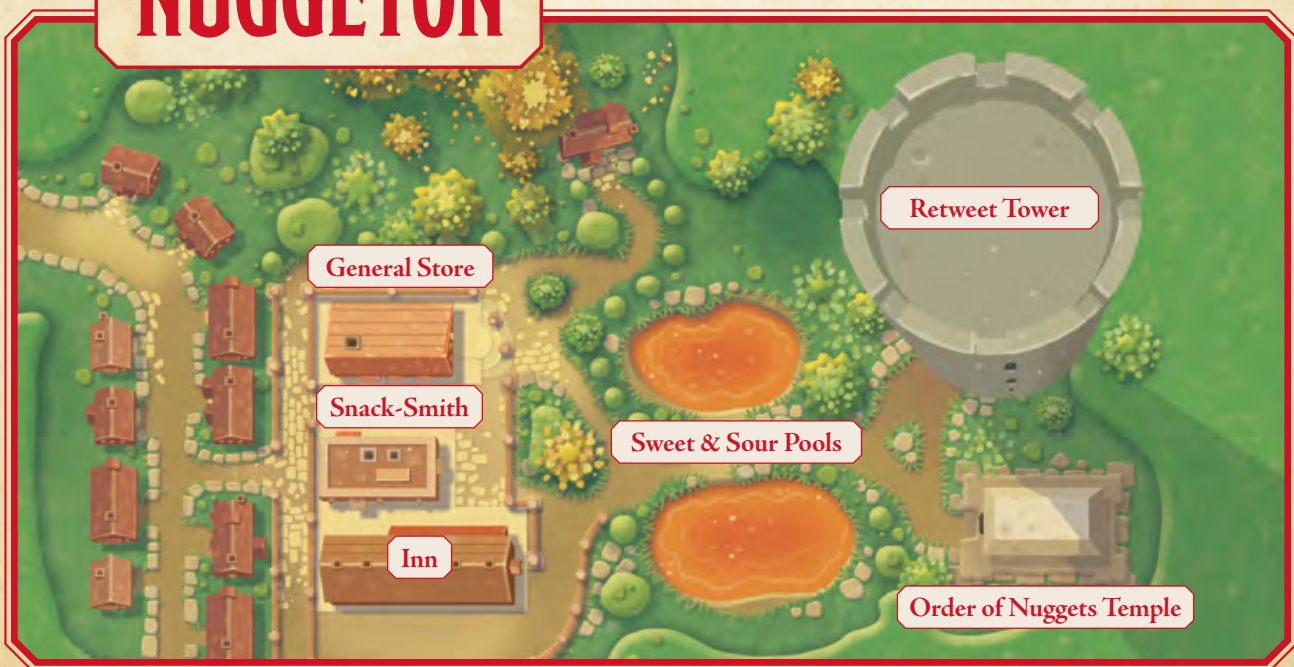 NUGGETON
Retweet Tower
General Store
Snack-Smith
Sweet & Sour Pools
Inn
Order of Nuggets Temple